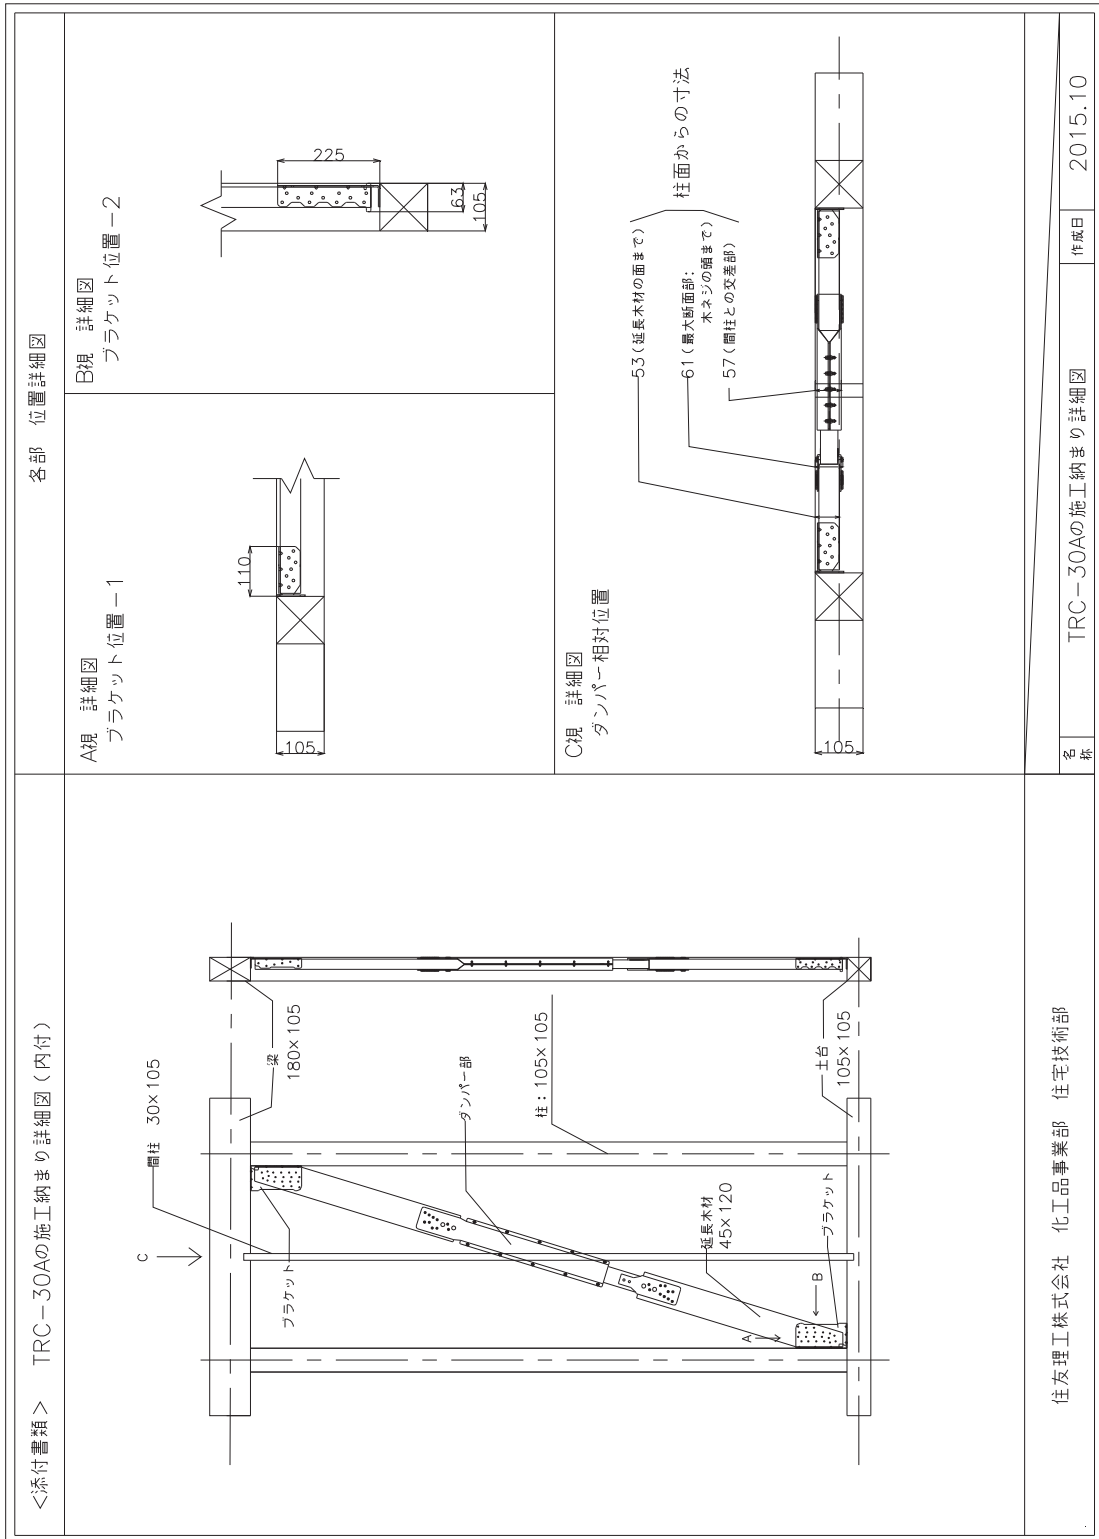 <添付書類>　TRC-30Aの施工納まり詳細図(内付)
C
間柱 30×105
梁
180×105
ブラケット
ダンパー部
柱:105×105
延長木材
45×120
A
B
ブラケット
土台
105×105
各部 位置詳細図
A視 詳細図
ブラケット位置-1
110
105
B視 詳細図
ブラケット位置-2
225
63
105
C視 詳細図
ダンパー相対位置
53(延長木材の面まで)
61(最大断面部:
木ネジの頭まで)
57(間柱との交差部)
柱面からの寸法
105
住友理工株式会社 化工品事業部 住宅技術部
名称
TRC-30Aの施工納まり詳細図
作成日
2015.10